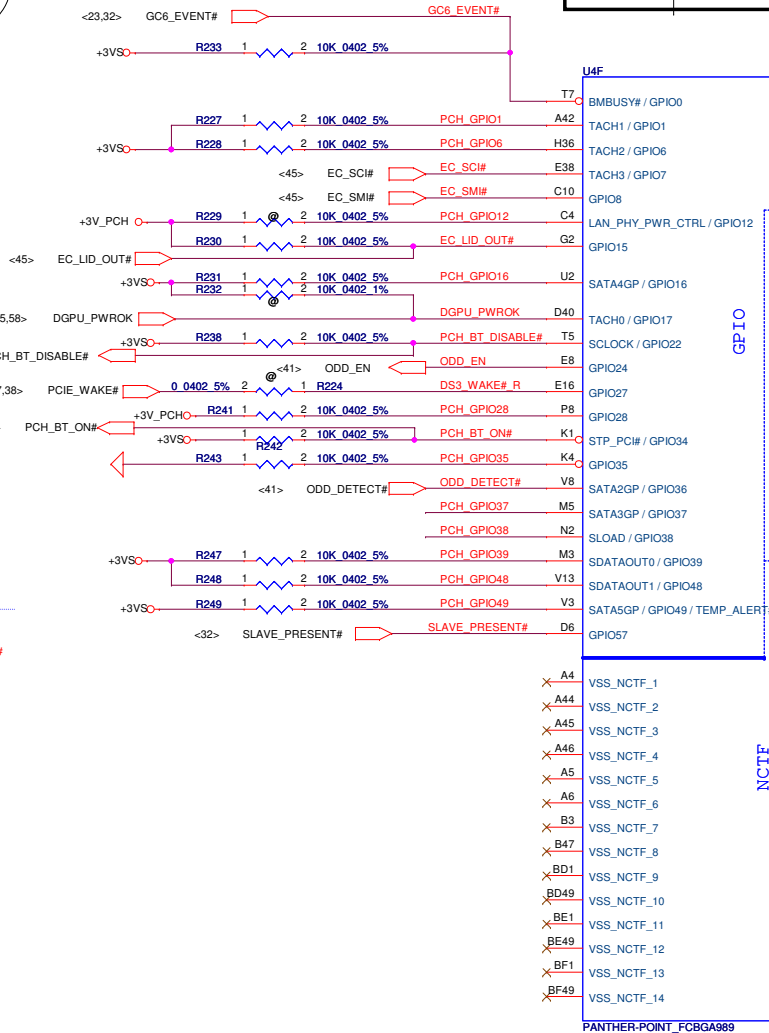 <23,32> GC6_EVENT# GC6_EVENT#
+3VS R233 1 2 10K_0402_5%
U4F
T7 BMBUSY# / GPIO0
R227 1 2 10K_0402_5% PCH_GPIO1 A42 TACH1 / GPIO1
+3VS R228 1 2 10K_0402_5% PCH_GPIO6 H36 TACH2 / GPIO6
<45> EC_SCI# EC_SCI# E38 TACH3 / GPIO7
<45> EC_SMI# EC_SMI# C10 GPIO8
+3V_PCH R229 1 @ 2 10K_0402_5% PCH_GPIO12 C4 LAN_PHY_PWR_CTRL / GPIO12
R230 1 2 10K_0402_5% EC_LID_OUT# G2 GPIO15
<45> EC_LID_OUT#
+3VS R231 1 2 10K_0402_5% PCH_GPIO16 U2 SATA4GP / GPIO16
R232 1 @ 2 10K_0402_1%
5,58> DGPU_PWROK DGPU_PWROK D40 TACH0 / GPIO17
+3VS R238 1 2 10K_0402_5% PCH_BT_DISABLE# T5 SCLOCK / GPIO22
CH_BT_DISABLE#
<41> ODD_EN ODD_EN E8 GPIO24
7,38> PCIE_WAKE# 0_0402_5% 2 @ 1 R224 DS3_WAKE#_R E16 GPIO27
+3V_PCH R241 1 2 10K_0402_5% PCH_GPIO28 P8 GPIO28
PCH_BT_ON#
+3VS 1 R242 2 10K_0402_5% PCH_BT_ON# K1 STP_PCI# / GPIO34
R243 1 2 10K_0402_5% PCH_GPIO35 K4 GPIO35
<41> ODD_DETECT# ODD_DETECT# V8 SATA2GP / GPIO36
PCH_GPIO37 M5 SATA3GP / GPIO37
PCH_GPIO38 N2 SLOAD / GPIO38
+3VS R247 1 2 10K_0402_5% PCH_GPIO39 M3 SDATAOUT0 / GPIO39
R248 1 2 10K_0402_5% PCH_GPIO48 V13 SDATAOUT1 / GPIO48
+3VS R249 1 2 10K_0402_5% PCH_GPIO49 V3 SATA5GP / GPIO49 / TEMP_ALERT
<32> SLAVE_PRESENT# SLAVE_PRESENT# D6 GPIO57
#
GPIO
A4 VSS_NCTF_1
A44 VSS_NCTF_2
A45 VSS_NCTF_3
A46 VSS_NCTF_4
A5 VSS_NCTF_5
A6 VSS_NCTF_6
B3 VSS_NCTF_7
B47 VSS_NCTF_8
BD1 VSS_NCTF_9
BD49 VSS_NCTF_10
BE1 VSS_NCTF_11
BE49 VSS_NCTF_12
BF1 VSS_NCTF_13
BF49 VSS_NCTF_14
NCTF
PANTHER-POINT_FCBGA989